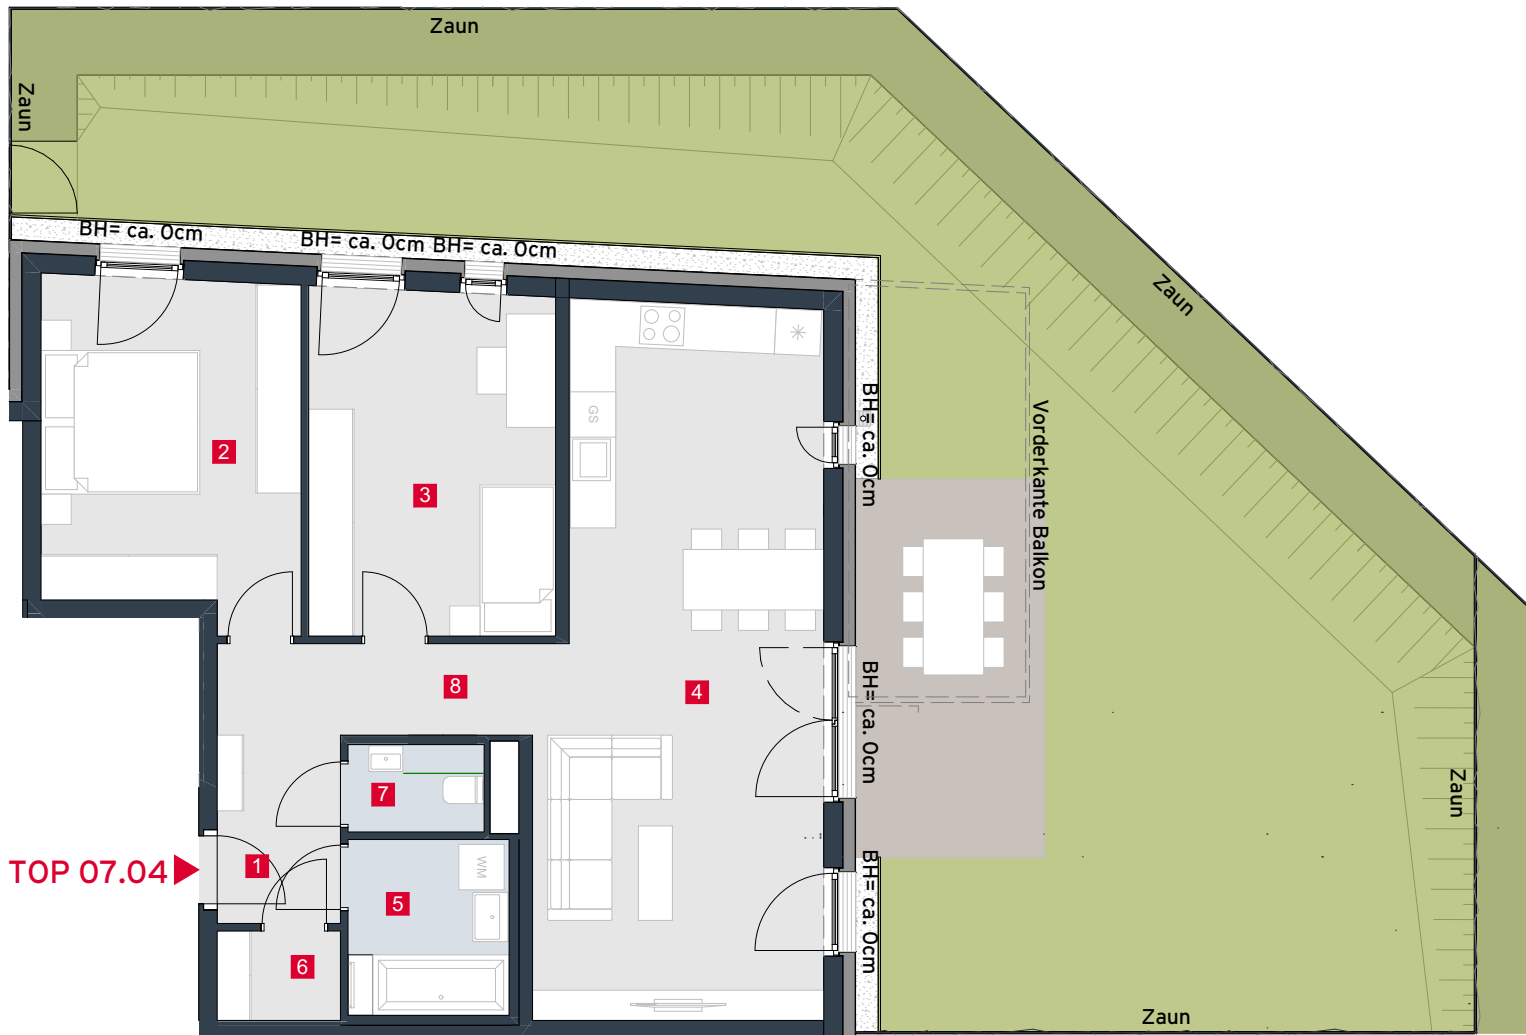 Zaun
Zaun
BH= ca. 0cm
BH= ca. 0cm BH= ca. 0cm
Zaun
BH= ca. 0cm
Vorderkante Balkon
GS
2
3
8
4
BH= ca. 0cm
Zaun
7
TOP 07.04
1
WM
5
BH= ca. 0cm
6
Zaun